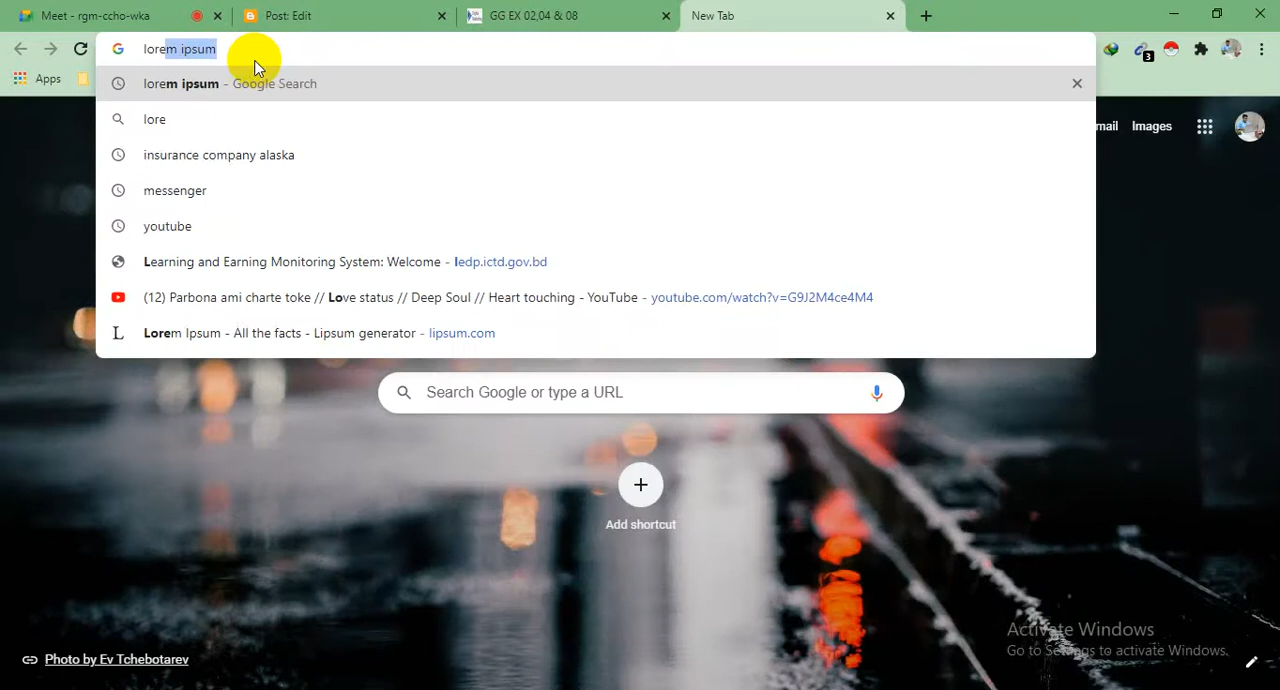 Meet - rgm-ccho-wka
Post: Edit
GG EX 02,04 & 08
New Tab
lorem ipsum
3
Apps
lorem ipsum - Google Search
lore
insurance company alaska
messenger
youtube
Learning and Earning Monitoring System: Welcome - ledp.ictd.gov.bd
(12) Parbona ami charte toke // Love status // Deep Soul // Heart touching - YouTube - youtube.com/watch?v=G9J2M4ce4M4
L Lorem Ipsum - All the facts - Lipsum generator - lipsum.com
mail Images
Search Google or type a URL
Add shortcut
Activate Windows
Go to Settings to activate Windows.
Photo by Ev Tchebotarev